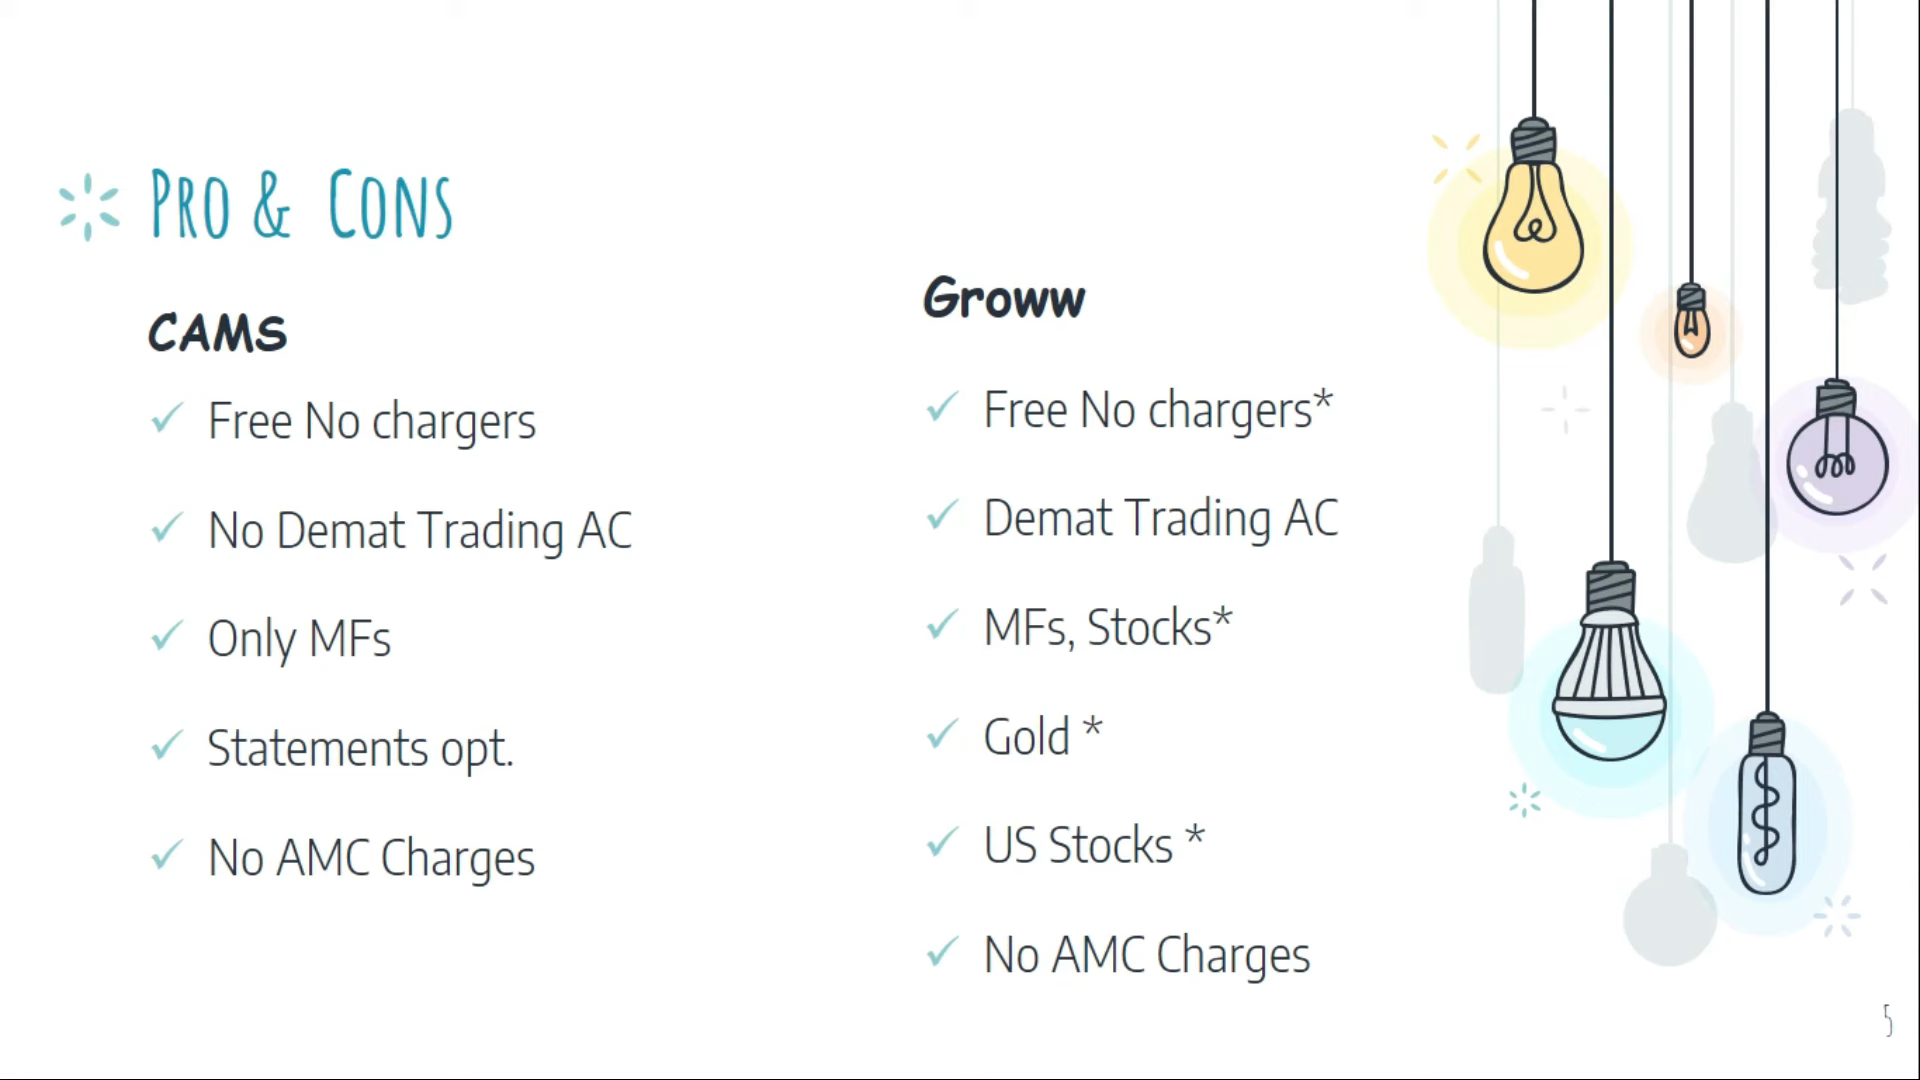 Pro & Cons
CAMS
Free No chargers
No Demat Trading AC
Only MFs
Statements opt.
No AMC Charges
Groww
Free No chargers*
Demat Trading AC
MFs, Stocks*
Gold *
US Stocks *
No AMC Charges
5